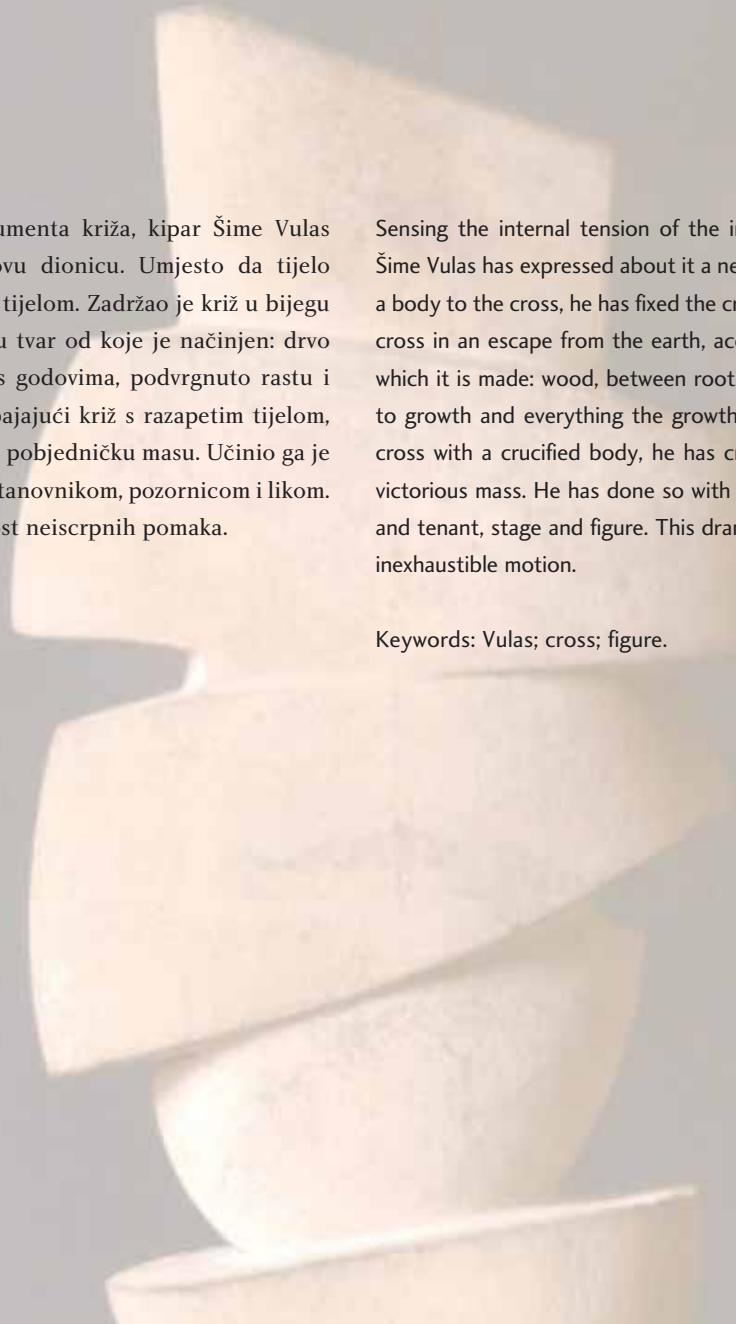 umenta križa, kipar Šime Vulas
ovu dionicu. Umjesto da tijelo
tijelom. Zadržao je križ u bijegu
u tvar od koje je načinjen: drvo
s godovima, podvrgnuto rastu i
pajajući križ s razapetim tijelom,
pobjedničku masu. Učinio ga je
tanovnikom, pozornicom i likom.
st neiscrpnih pomaka.
Sensing the internal tension of the i
Šime Vulas has expressed about it a ne
a body to the cross, he has fixed the cr
cross in an escape from the earth, acc
which it is made: wood, between root
to growth and everything the growth
cross with a crucified body, he has c
victorious mass. He has done so with
and tenant, stage and figure. This dra
inexhaustible motion.
Keywords: Vulas; cross; figure.